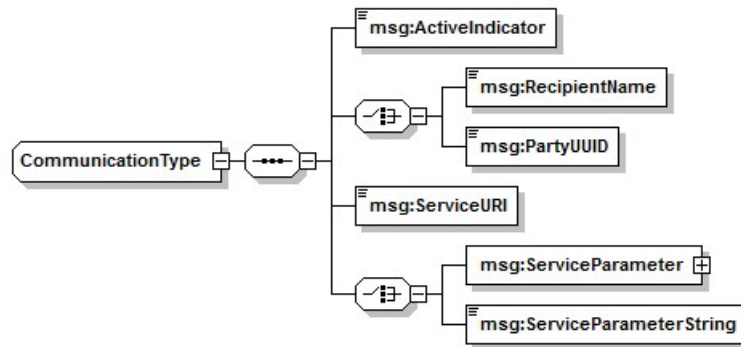 msg:ActiveIndicator
msg:RecipientName
CommunicationType
msg:PartyUUID
msg:ServiceURI
msg:ServiceParameter
msg:ServiceParameterString